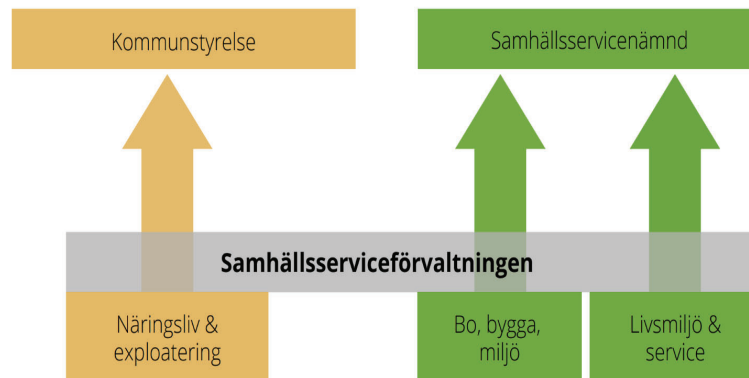 Kommunstyrelse
Samhällsservicenämnd
Samhällsserviceförvaltningen
Näringsliv &
exploatering
Bo, bygga,
miljö
Livsmiljö &
service